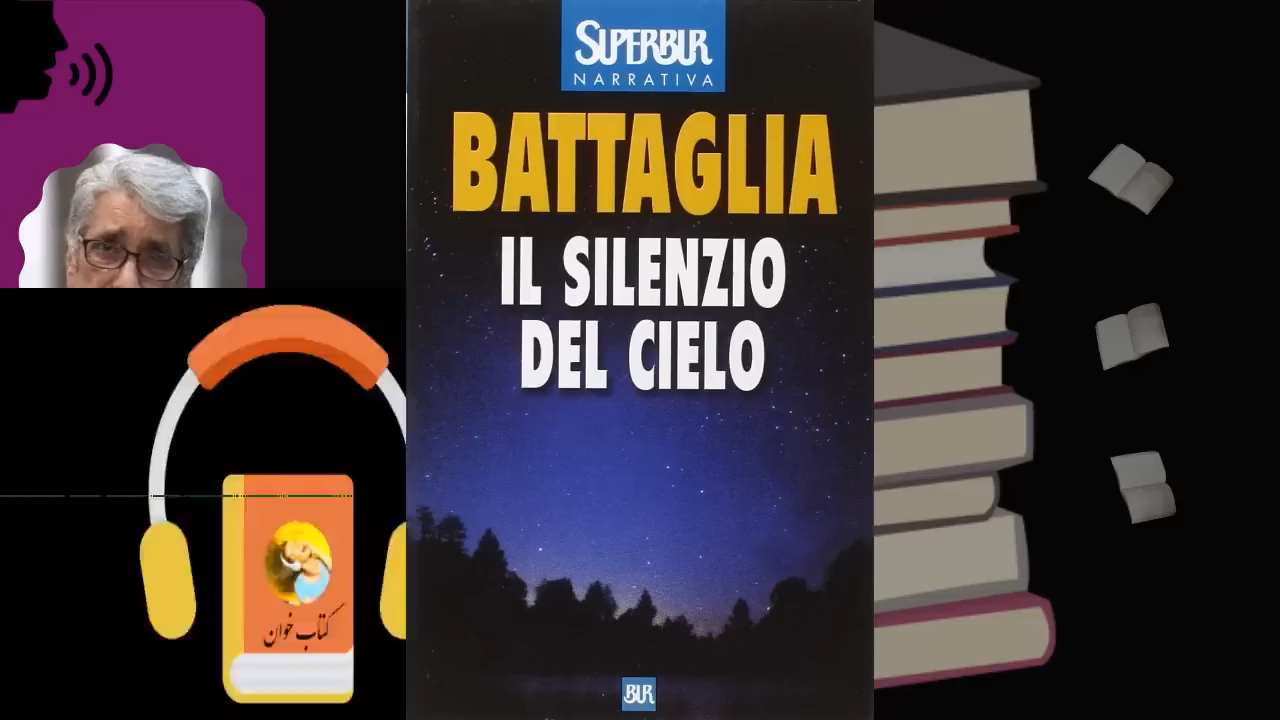 SUPERBUR
NARRATIVA
BATTAGLIA
IL SILENZIO
DEL CIELO
کتاب خوان
BUR